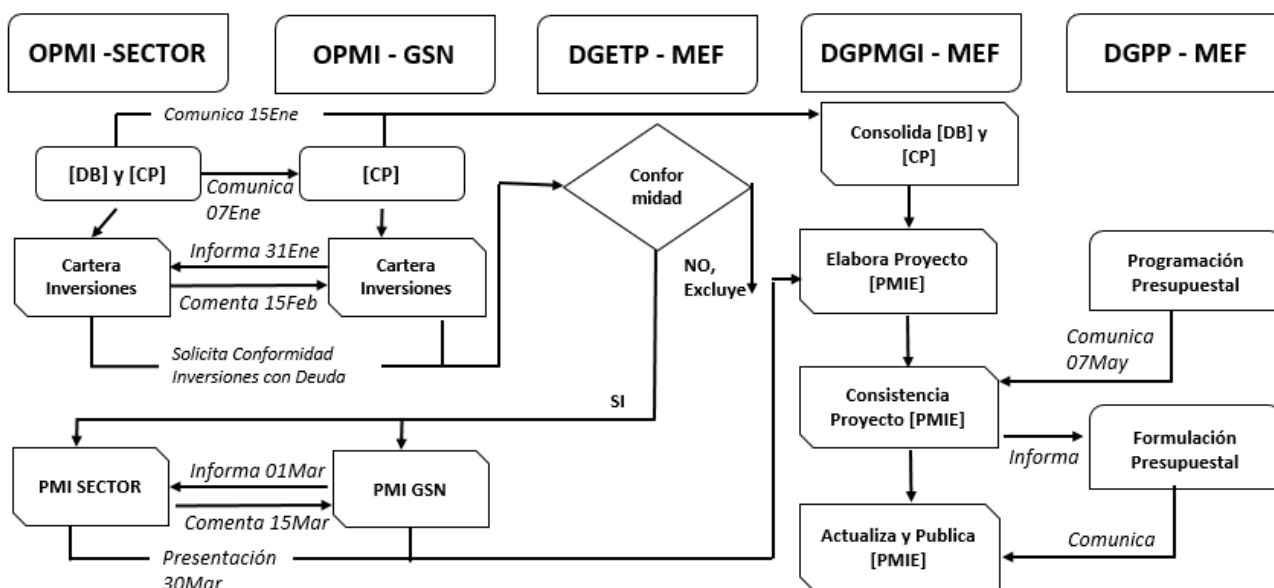 OPMI -SECTOR
OPMI - GSN
DGETP - MEF
DGPMGI - MEF
DGPP - MEF
Comunica 15Ene
Consolida [DB] y
[CP]
[DB] y [CP]
Comunica
07Ene
[CP]
Confor
midad
Cartera
Inversiones
Informa 31Ene
Comenta 15Feb
Cartera
Inversiones
NO,
Excluye
Elabora Proyecto
[PMIE]
Programación
Presupuestal
Comunica
07May
Solicita Conformidad
Inversiones con Deuda
SI
Consistencia
Proyecto [PMIE]
Informa
Formulación
Presupuestal
PMI SECTOR
Informa 01Mar
Comenta 15Mar
PMI GSN
Actualiza y Publica
[PMIE]
Comunica
Presentación
30Mar